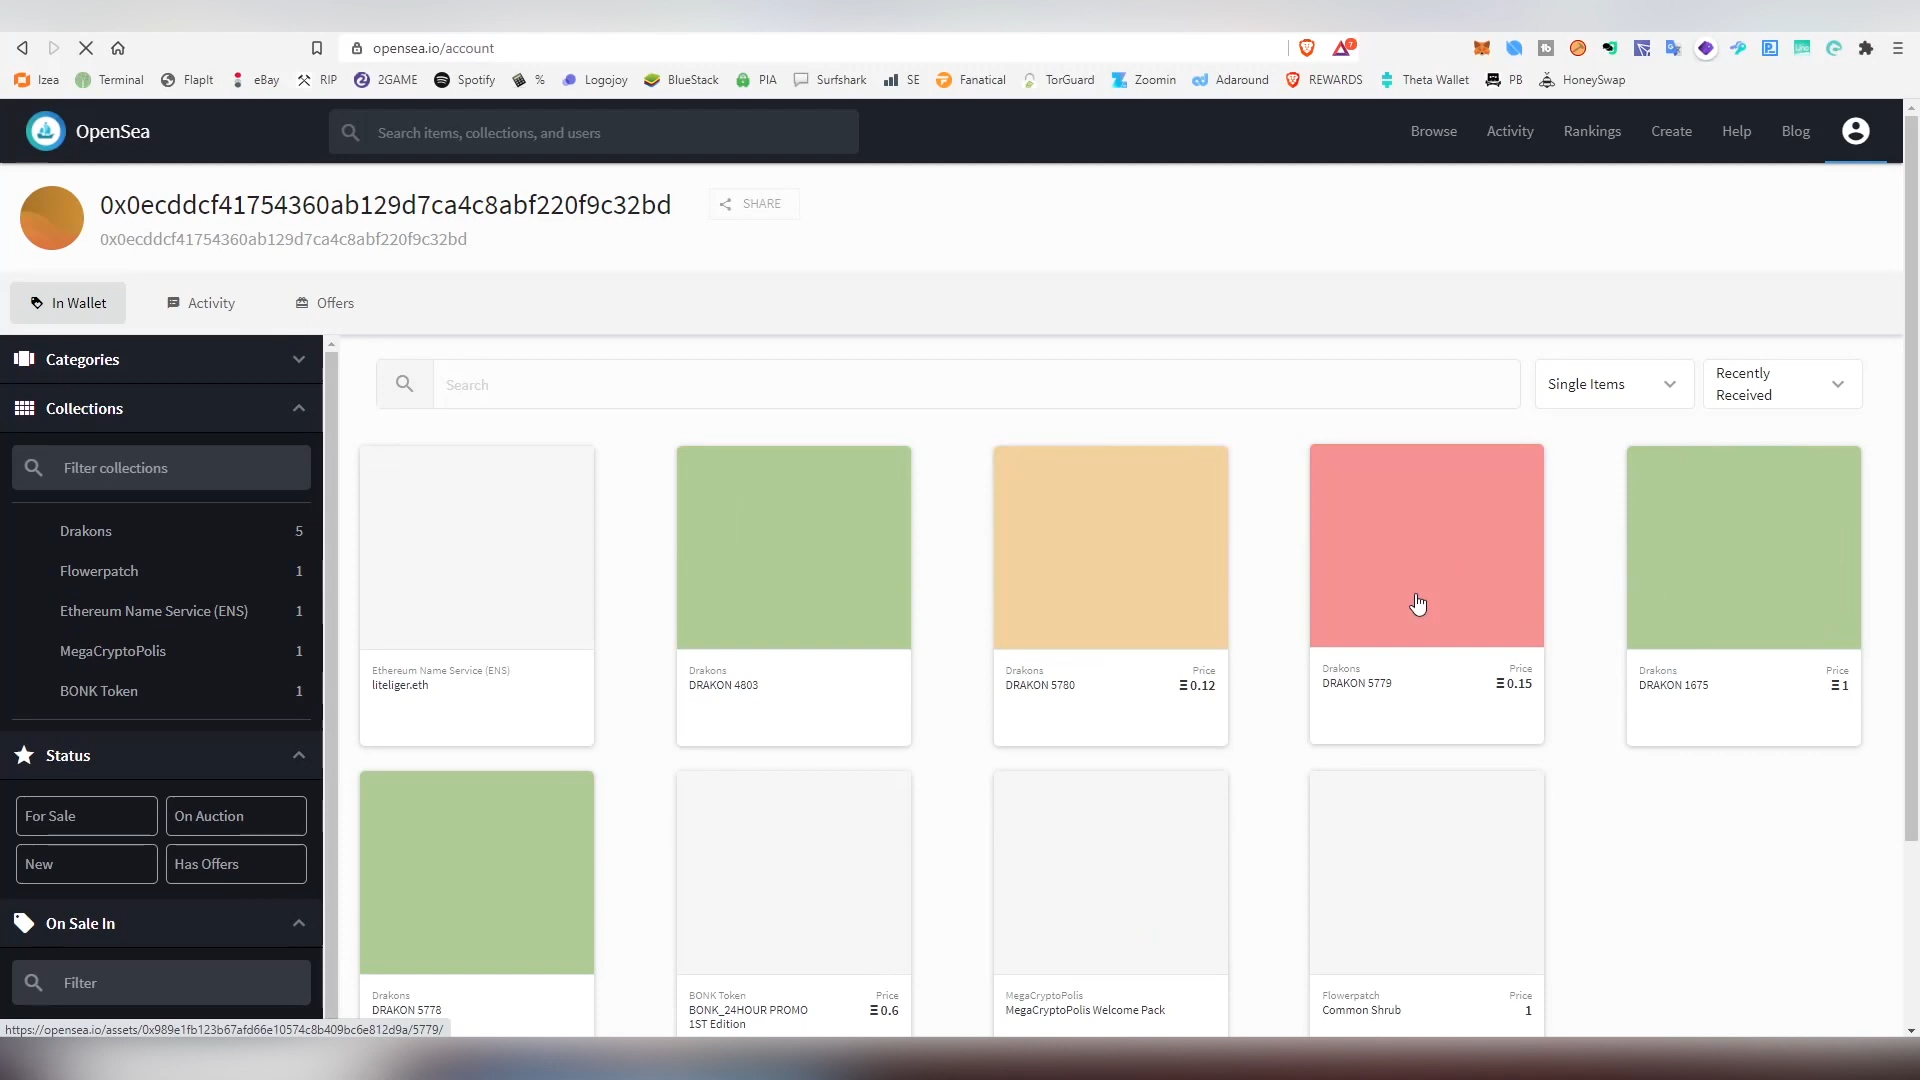 opensea.io/account
7
Izea
Terminal
FlapIt
eBay
RIP
2GAME
Spotify
%
Logojoy
BlueStack
PIA
Surfshark
SE
Fanatical
TorGuard
Zoomin
Adaround
REWARDS
Theta Wallet
PB
HoneySwap
OpenSea
Search items, collections, and users
Browse
Activity
Rankings
Create
Help
Blog
0x0ecddcf41754360ab129d7ca4c8abf220f9c32bd
SHARE
0x0ecddcf41754360ab129d7ca4c8abf220f9c32bd
In Wallet
Activity
Offers
Categories
Collections
Filter collections
Drakons 5
Flowerpatch 1
Ethereum Name Service (ENS) 1
MegaCryptoPolis 1
BONK Token 1
Status
For Sale
On Auction
New
Has Offers
On Sale In
Filter
Search
Single Items
Recently
Received
Ethereum Name Service (ENS)
liteliger.eth
Drakons
DRAKON 4803
Drakons Price
DRAKON 5780 Ξ 0.12
Drakons Price
DRAKON 5779 Ξ 0.15
Drakons Price
DRAKON 1675 Ξ 1
Drakons
DRAKON 5778
BONK Token Price
BONK_24HOUR PROMO Ξ 0.6
1ST Edition
MegaCryptoPolis
MegaCryptoPolis Welcome Pack
Flowerpatch Price
Common Shrub 1
https://opensea.io/assets/0x989e1fb123b67afd66e10574c8b409bc6e812d9a/5779/